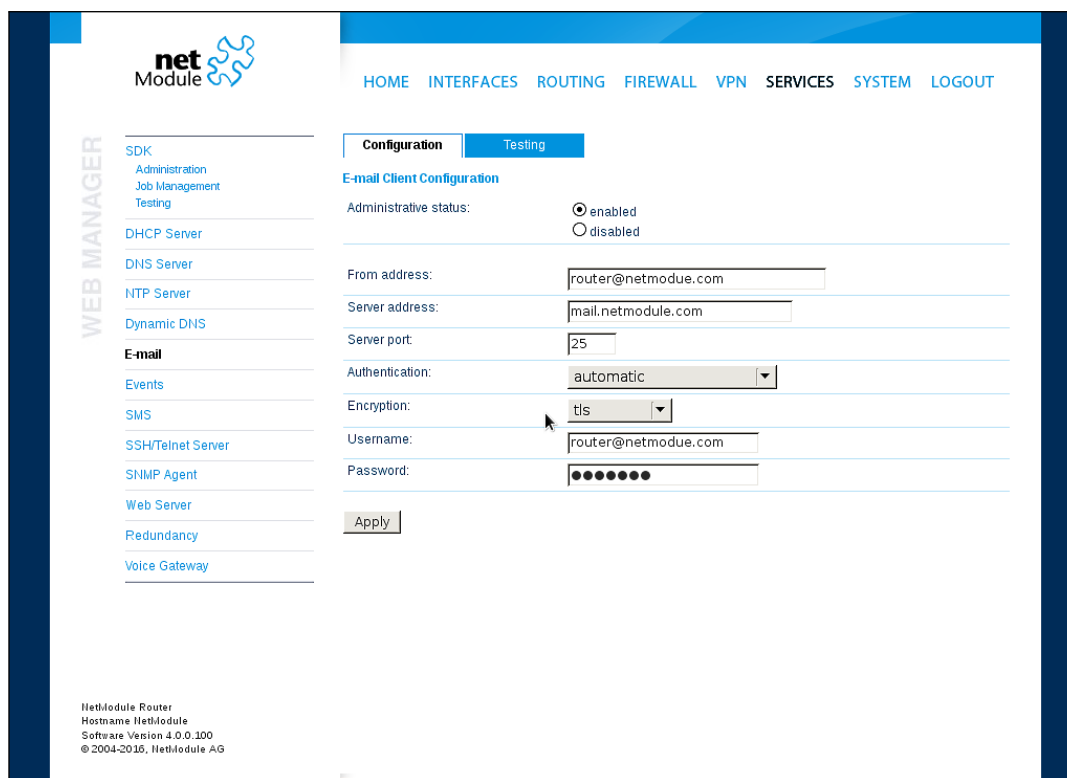 net
Module
HOME INTERFACES ROUTING FIREWALL VPN SERVICES SYSTEM LOGOUT
WEB MANAGER
SDK
Administration
Job Management
Testing
DHCP Server
DNS Server
NTP Server
Dynamic DNS
E-mail
Events
SMS
SSH/Telnet Server
SNMP Agent
Web Server
Redundancy
Voice Gateway
Configuration Testing
E-mail Client Configuration
Administrative status: enabled
disabled
From address: router@netmodue.com
Server address: mail.netmodule.com
Server port: 25
Authentication: automatic
Encryption: tls
Username: router@netmodue.com
Password: ●●●●●●●
Apply
NetModule Router
Hostname NetModule
Software Version 4.0.0.100
© 2004-2016, NetModule AG